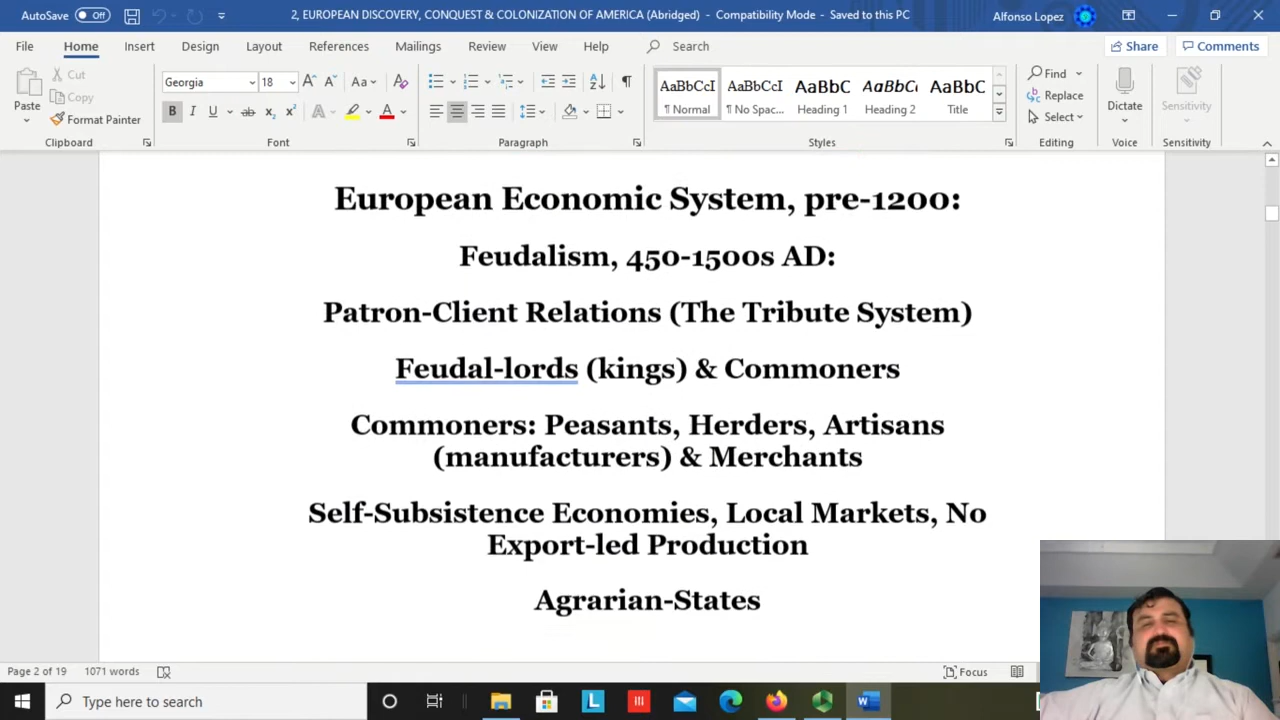 AutoSave Off 2, EUROPEAN DISCOVERY, CONQUEST & COLONIZATION OF AMERICA (Abridged) - Compatibility Mode - Saved to this PC Alfonso Lopez
File Home Insert Design Layout References Mailings Review View Help Search Share Comments
Paste
Cut
Copy
Format Painter
Clipboard
Georgia 18
Font
Paragraph
AaBbCcI AaBbCcI AaBbC AaBbCc AaBbC
¶ Normal ¶ No Spac... Heading 1 Heading 2 Title
Styles
Find
Replace
Select
Editing
Dictate
Voice
Sensitivity
Sensitivity
European Economic System, pre-1200:
Feudalism, 450-1500s AD:
Patron-Client Relations (The Tribute System)
Feudal-lords (kings) & Commoners
Commoners: Peasants, Herders, Artisans
(manufacturers) & Merchants
Self-Subsistence Economies, Local Markets, No
Export-led Production
Agrarian-States
Page 2 of 19 1071 words Focus
Type here to search